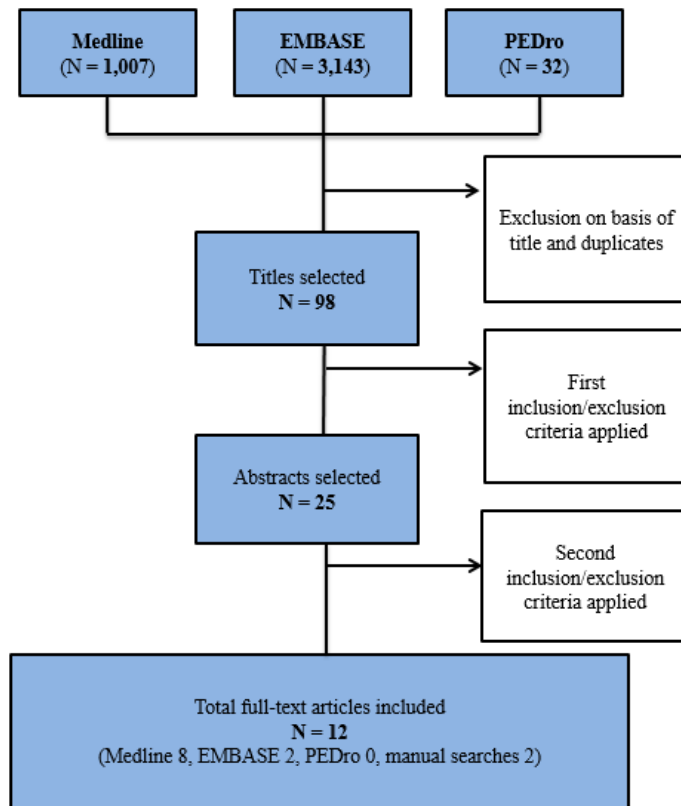 Medline
(N = 1,007)
EMBASE
(N = 3,143)
PEDro
(N = 32)
Exclusion on basis of
title and duplicates
Titles selected
N = 98
First
inclusion/exclusion
criteria applied
Abstracts selected
N = 25
Second
inclusion/exclusion
criteria applied
Total full-text articles included
N = 12
(Medline 8, EMBASE 2, PEDro 0, manual searches 2)